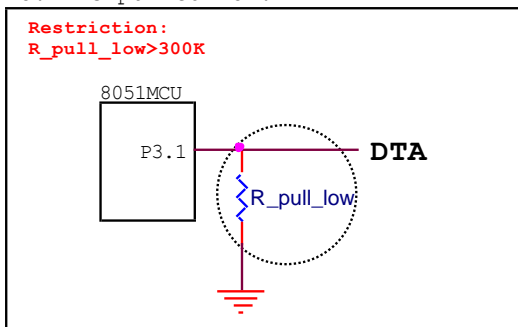 Restriction:
R_pull_low>300K
8051MCU
P3.1
DTA
R_pull_low